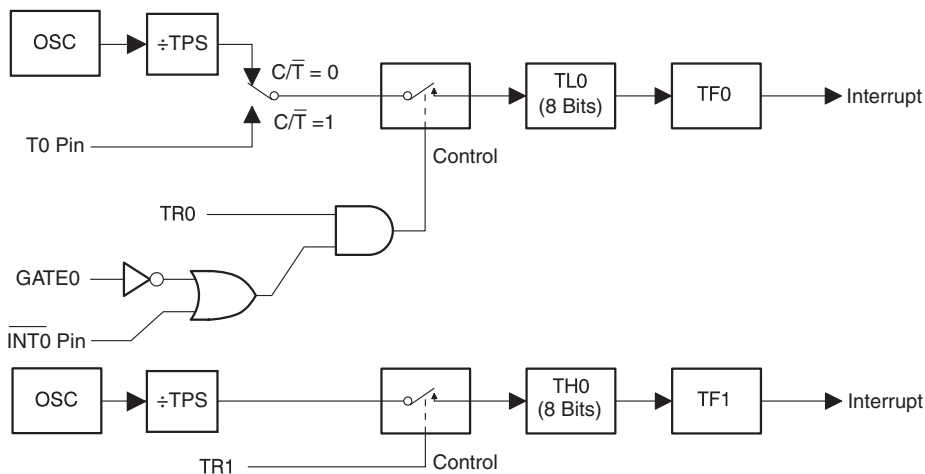 OSC
÷TPS
C/T̅ = 0
C/T̅ =1
T0 Pin
TL0
(8 Bits)
TF0
Interrupt
Control
TR0
GATE0
I̅N̅T̅0̅ Pin
OSC
÷TPS
TH0
(8 Bits)
TF1
Interrupt
TR1
Control